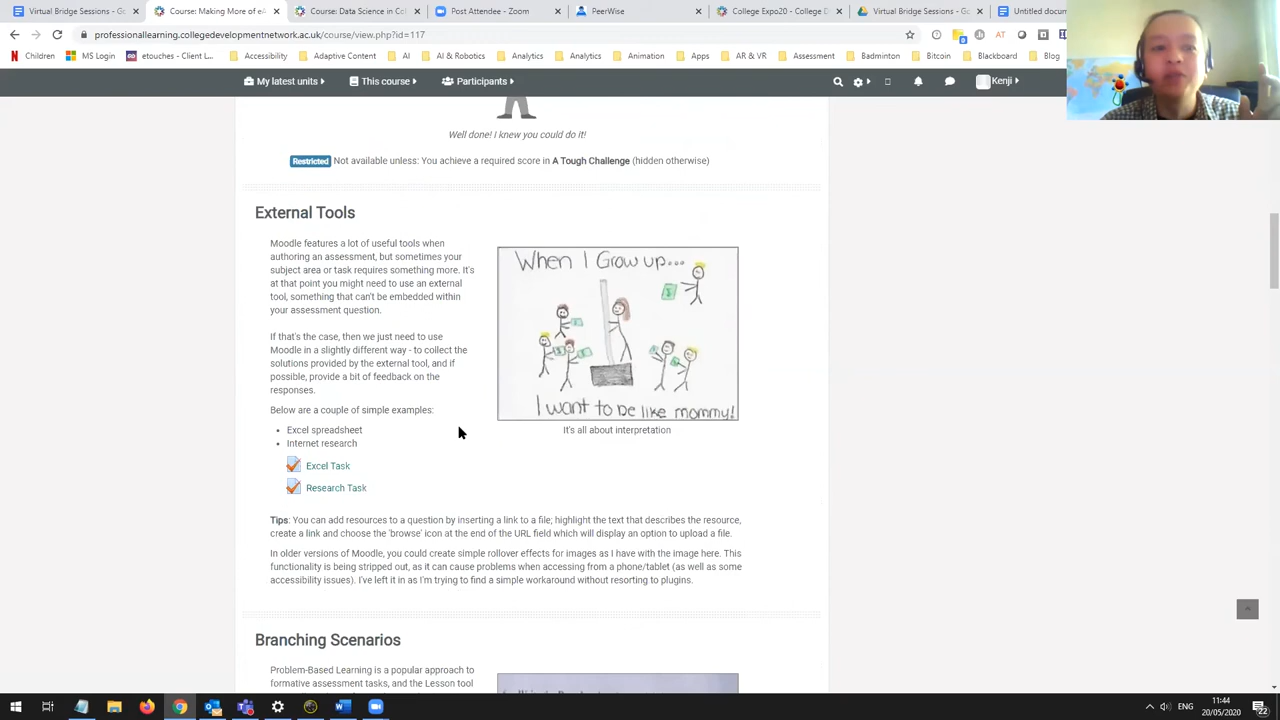 Virtual Bridge Sessions - Go
Course: Making More of eA
Course: Data Science in Col
Post Attendee - Zoom
PeerWise
College Expo20 - College D
Virtual Bridge Sessions - Go
Untitled docum
professionallearning.collegedevelopmentnetwork.ac.uk/course/view.php?id=117
Children
MS Login
etouches - Client L...
Accessibility
Adaptive Content
AI
AI & Robotics
Analytics
Analytics
Animation
Apps
AR & VR
Assessment
Badminton
Bitcoin
Blackboard
Blog
My latest units
This course
Participants
Kenji
Well done! I knew you could do it!
Restricted Not available unless: You achieve a required score in A Tough Challenge (hidden otherwise)
External Tools
Moodle features a lot of useful tools when
authoring an assessment, but sometimes your
subject area or task requires something more. It's
at that point you might need to use an external
tool, something that can't be embedded within
your assessment question.
If that's the case, then we just need to use
Moodle in a slightly different way - to collect the
solutions provided by the external tool, and if
possible, provide a bit of feedback on the
responses.
Below are a couple of simple examples:
Excel spreadsheet
Internet research
Excel Task
Research Task
When I Grow up...
I want to be like mommy!
It's all about interpretation
Tips: You can add resources to a question by inserting a link to a file; highlight the text that describes the resource,
create a link and choose the 'browse' icon at the end of the URL field which will display an option to upload a file.
In older versions of Moodle, you could create simple rollover effects for images as I have with the image here. This
functionality is being stripped out, as it can cause problems when accessing from a phone/tablet (as well as some
accessibility issues). I've left it in as I'm trying to find a simple workaround without resorting to plugins.
Branching Scenarios
Problem-Based Learning is a popular approach to
formative assessment tasks, and the Lesson tool
ENG
11:44
20/05/2020
22